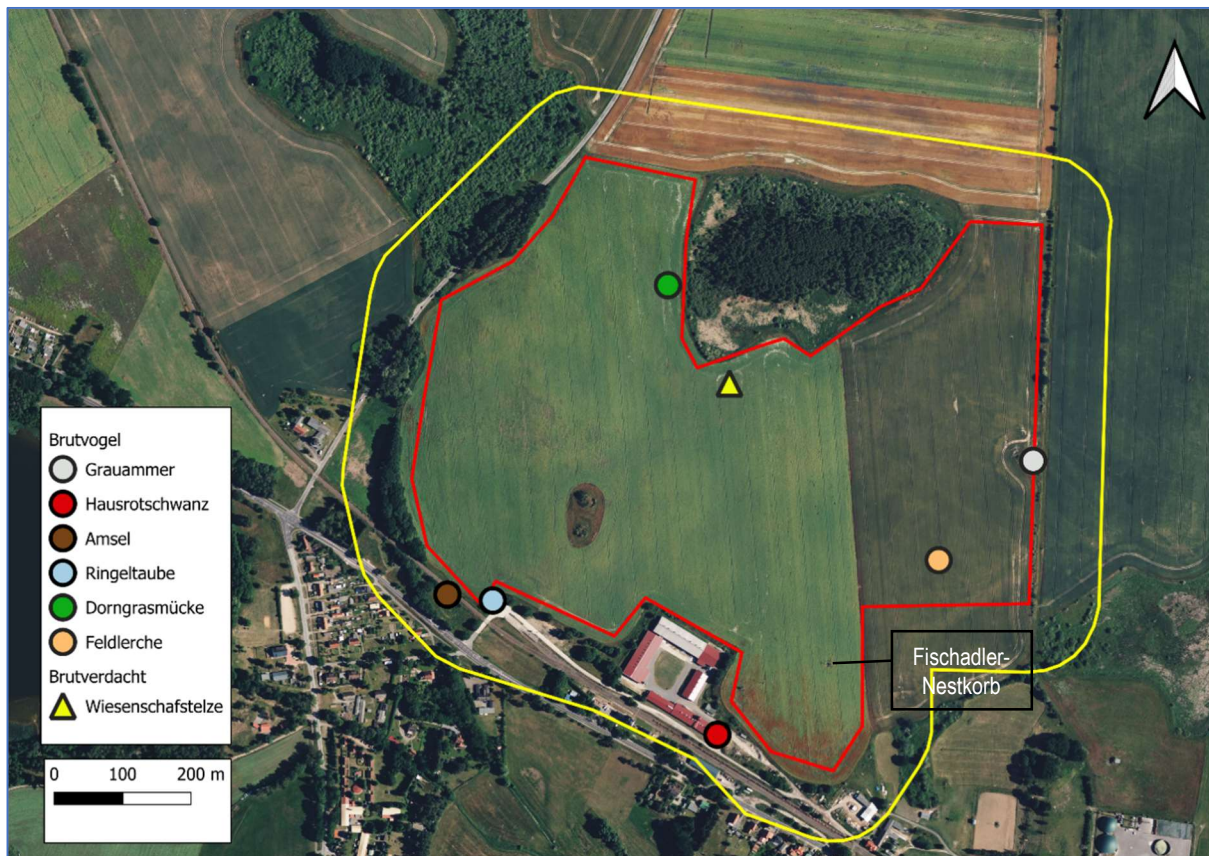 Brutvogel
Grauammer
Hausrotschwanz
Amsel
Ringeltaube
Dorngrasmücke
Feldlerche
Brutverdacht
Wiesenschafstelze
0 100 200 m
Fischadler-
Nestkorb